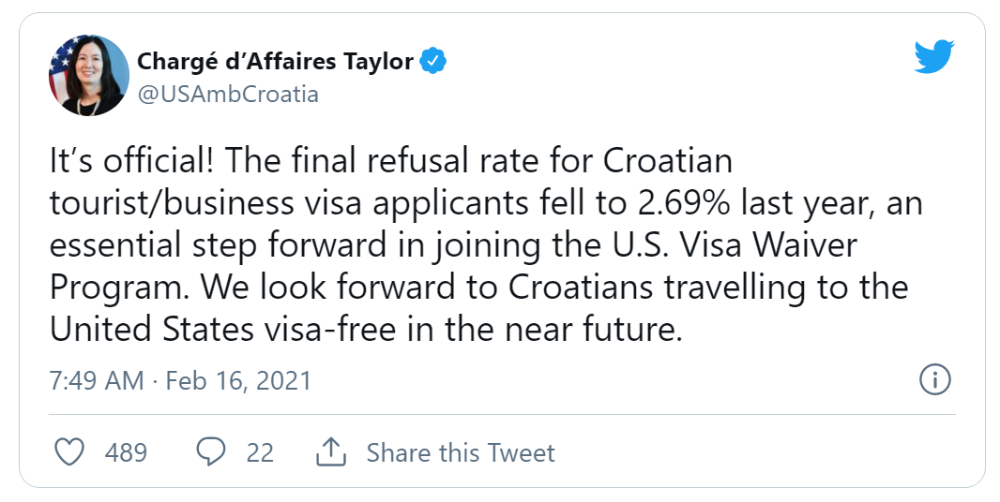 Chargé d’Affaires Taylor
@USAmbCroatia
It’s official! The final refusal rate for Croatian
tourist/business visa applicants fell to 2.69% last year, an
essential step forward in joining the U.S. Visa Waiver
Program. We look forward to Croatians travelling to the
United States visa-free in the near future.
7:49 AM · Feb 16, 2021
489 22 Share this Tweet